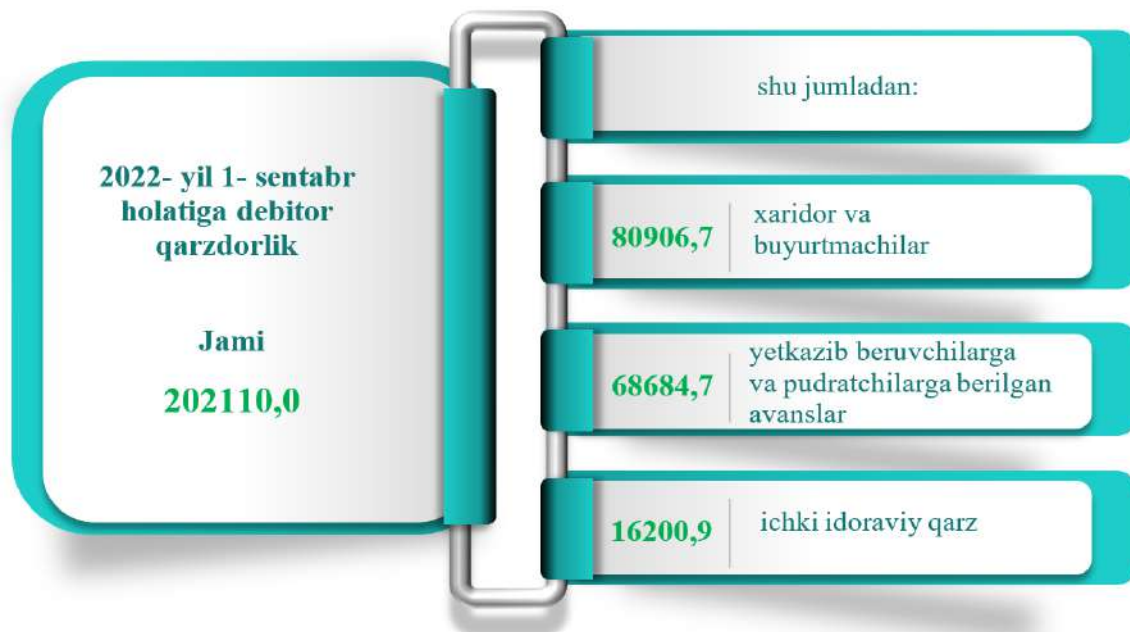 2022- yil 1- sentabr
holatiga debitor
qarzdorlik
Jami
202110,0
shu jumladan:
80906,7
xaridor va
buyurtmachilar
68684,7
yetkazib beruvchilarga
va pudratchilarga berilgan
avanslar
16200,9
ichki idoraviy qarz